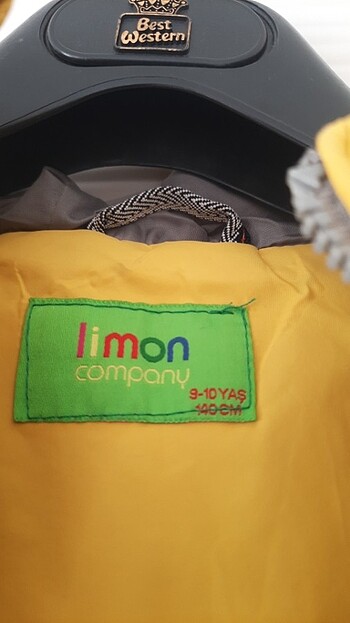 Best
Western
limon
company
9-10 YAŞ
140 CM